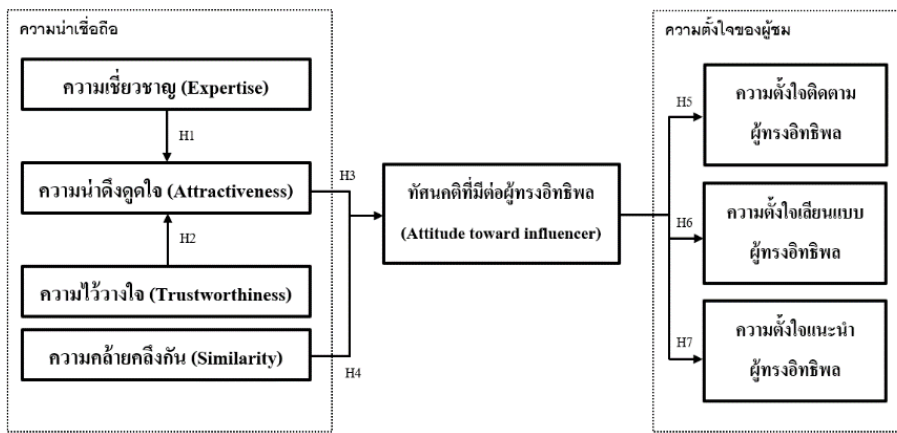 ความน่าเชื่อถือ
ความเชี่ยวชาญ (Expertise)
H1
ความน่าดึงดูดใจ (Attractiveness)
H2
ความไว้วางใจ (Trustworthiness)
ความคล้ายคลึงกัน (Similarity)
H3
H4
ทัศนคติที่มีต่อผู้ทรงอิทธิพล
(Attitude toward influencer)
ความตั้งใจของผู้ชม
H5
ความตั้งใจติดตาม
ผู้ทรงอิทธิพล
H6
ความตั้งใจเลียนแบบ
ผู้ทรงอิทธิพล
H7
ความตั้งใจแนะนำ
ผู้ทรงอิทธิพล